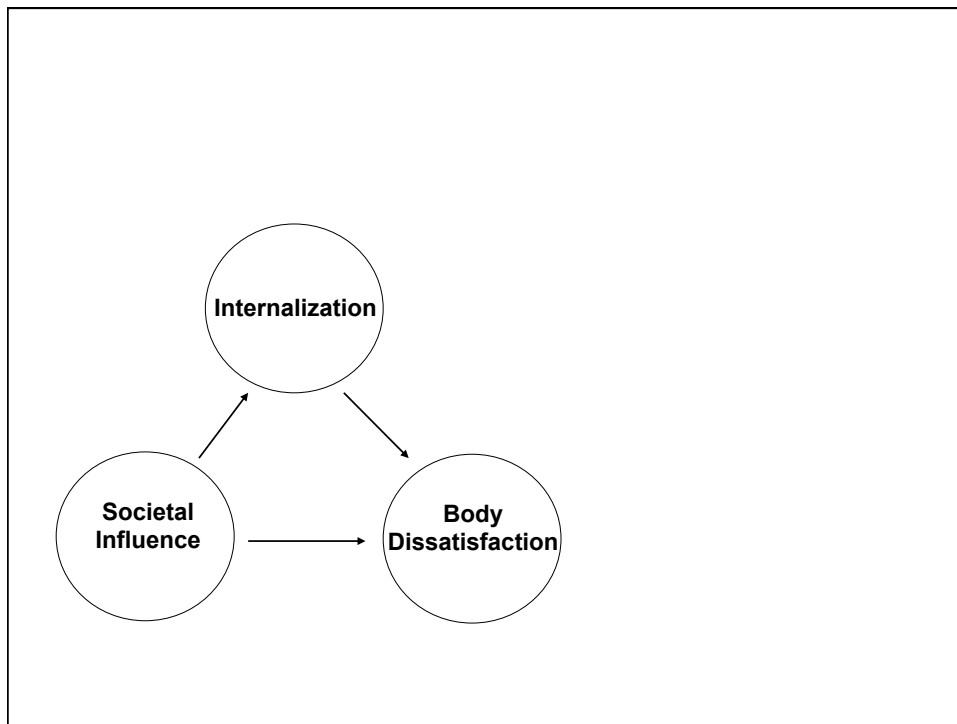 Internalization
Societal
Influence
Body
Dissatisfaction